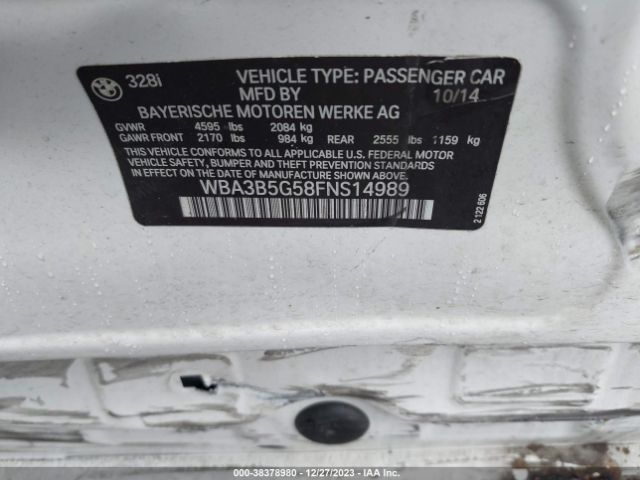 328i VEHICLE TYPE: PASSENGER CAR
MFD BY 10/14
BAYERISCHE MOTOREN WERKE AG
GVWR 4595 lbs 2084 kg
GAWR FRONT 2170 lbs 984 kg REAR 2555 lbs 1159 kg
THIS VEHICLE CONFORMS TO ALL APPLICABLE U.S. FEDERAL MOTOR
VEHICLE SAFETY, BUMPER AND THEFT PREVENTION STANDARDS
IN EFFECT ON THE DATE OF MANUFACTURE SHOWN ABOVE.
WBA3B5G58FNS14989
2 122 606
000-38378980 — 12/27/2023 — IAA Inc.